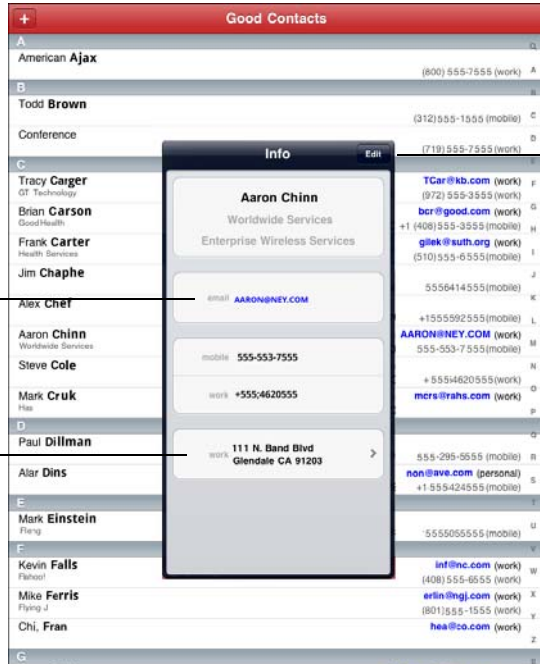 + Good Contacts
A
American Ajax
(800) 555-7555 (work)
B
Todd Brown
(312)555-1555 (mobile)
Conference
(719)555-7555 (work)
C
Tracy Carger
GT Technology
TCar@kb.com (work)
(972) 555-3555 (work)
Brian Carson
Good Health
bcr@good.com (work)
+1 (408)555-3555 (mobile)
Frank Carter
Health Services
gilek@suth.org (work)
(510)555-6555(mobile)
Jim Chaphe
5556414555(mobile)
Alex Chef
+1555592555(mobile)
Aaron Chinn
Worldwide Services
AARON@NEY.COM (work)
555-553-7555(mobile)
Steve Cole
+555i4620555(work)
Mark Cruk
Has
mcrs@rahs.com (work)
D
Paul Dillman
555-295-5555 (mobile)
Alar Dins
non@ave.com (personal)
+1-555424555(mobile)
E
Mark Einstein
5555055555(mobile)
F
Kevin Falls
inf@nc.com (work)
(408)555-6555 (work)
Mike Ferris
Flying J
erlin@ngj.com (work)
(801)555-1555 (work)
Chi, Fran
hea@co.com (work)
G
Info
Edit
Aaron Chinn
Worldwide Services
Enterprise Wireless Services
email AARON@NEY.COM
mobile 555-553-7555
work +555;4620555
work 111 N. Band Blvd
Glendale CA 91203
A
C
D
F
G
H
I
J
K
L
M
N
O
P
Q
R
S
T
U
V
W
X
Y
Z